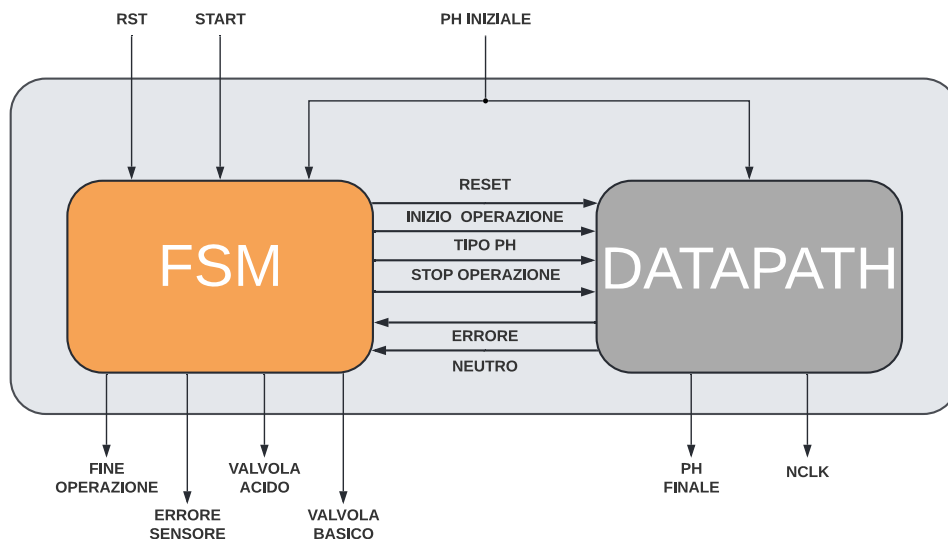 RST
START
PH INIZIALE
RESET
INIZIO OPERAZIONE
TIPO PH
STOP OPERAZIONE
ERRORE
NEUTRO
FSM
DATAPATH
FINE
OPERAZIONE
ERRORE
SENSORE
VALVOLA
ACIDO
VALVOLA
BASICO
PH
FINALE
NCLK